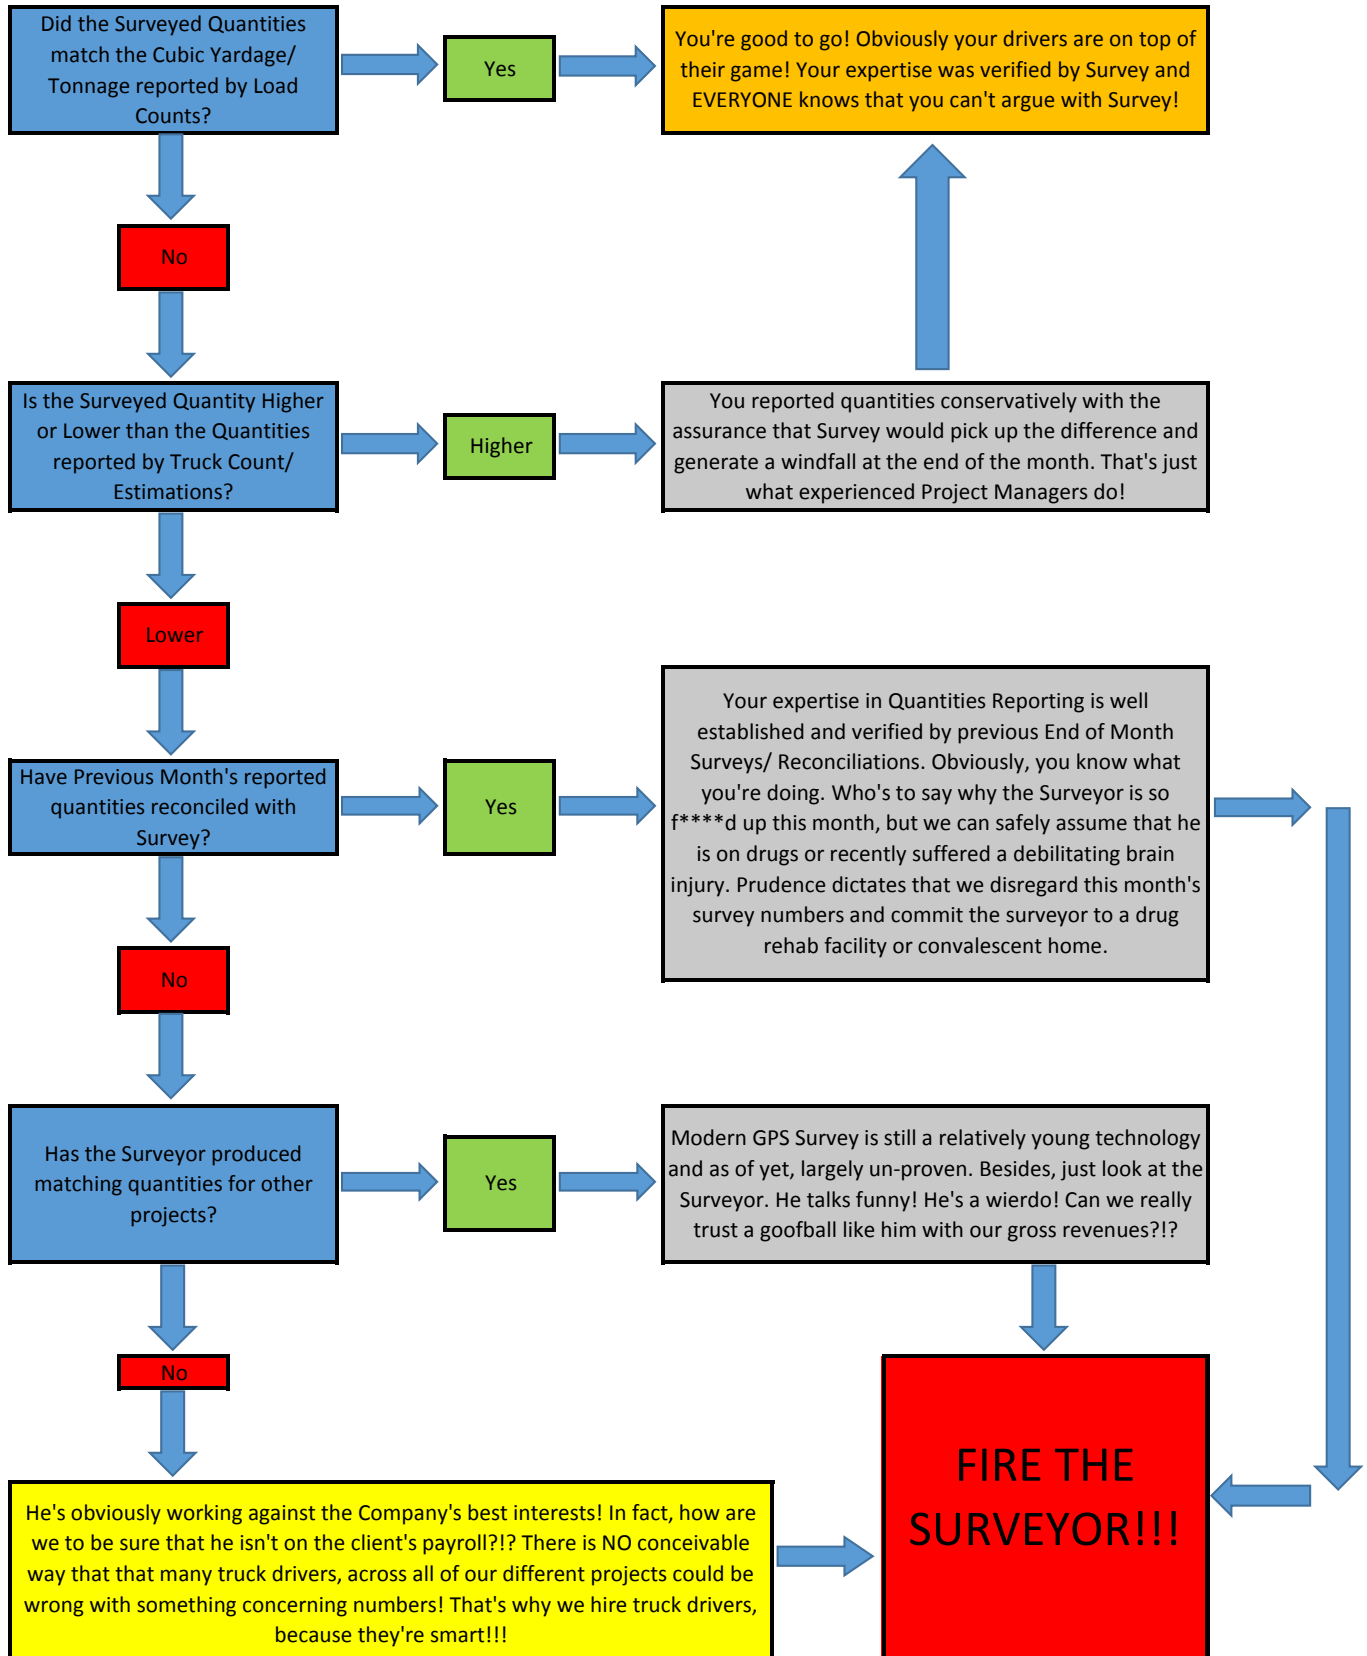 Did the Surveyed Quantities
match the Cubic Yardage/
Tonnage reported by Load
Counts?
Yes
You're good to go! Obviously your drivers are on top of
their game! Your expertise was verified by Survey and
EVERYONE knows that you can't argue with Survey!
No
Is the Surveyed Quantity Higher
or Lower than the Quantities
reported by Truck Count/
Estimations?
Higher
You reported quantities conservatively with the
assurance that Survey would pick up the difference and
generate a windfall at the end of the month. That's just
what experienced Project Managers do!
Lower
Have Previous Month's reported
quantities reconciled with
Survey?
Yes
Your expertise in Quantities Reporting is well
established and verified by previous End of Month
Surveys/ Reconciliations. Obviously, you know what
you're doing. Who's to say why the Surveyor is so
f****d up this month, but we can safely assume that he
is on drugs or recently suffered a debilitating brain
injury. Prudence dictates that we disregard this month's
survey numbers and commit the surveyor to a drug
rehab facility or convalescent home.
No
Has the Surveyor produced
matching quantities for other
projects?
Yes
Modern GPS Survey is still a relatively young technology
and as of yet, largely un-proven. Besides, just look at the
Surveyor. He talks funny! He's a wierdo! Can we really
trust a goofball like him with our gross revenues?!?
No
He's obviously working against the Company's best interests! In fact, how are
we to be sure that he isn't on the client's payroll?!? There is NO conceivable
way that that many truck drivers, across all of our different projects could be
wrong with something concerning numbers! That's why we hire truck drivers,
because they're smart!!!
FIRE THE
SURVEYOR!!!